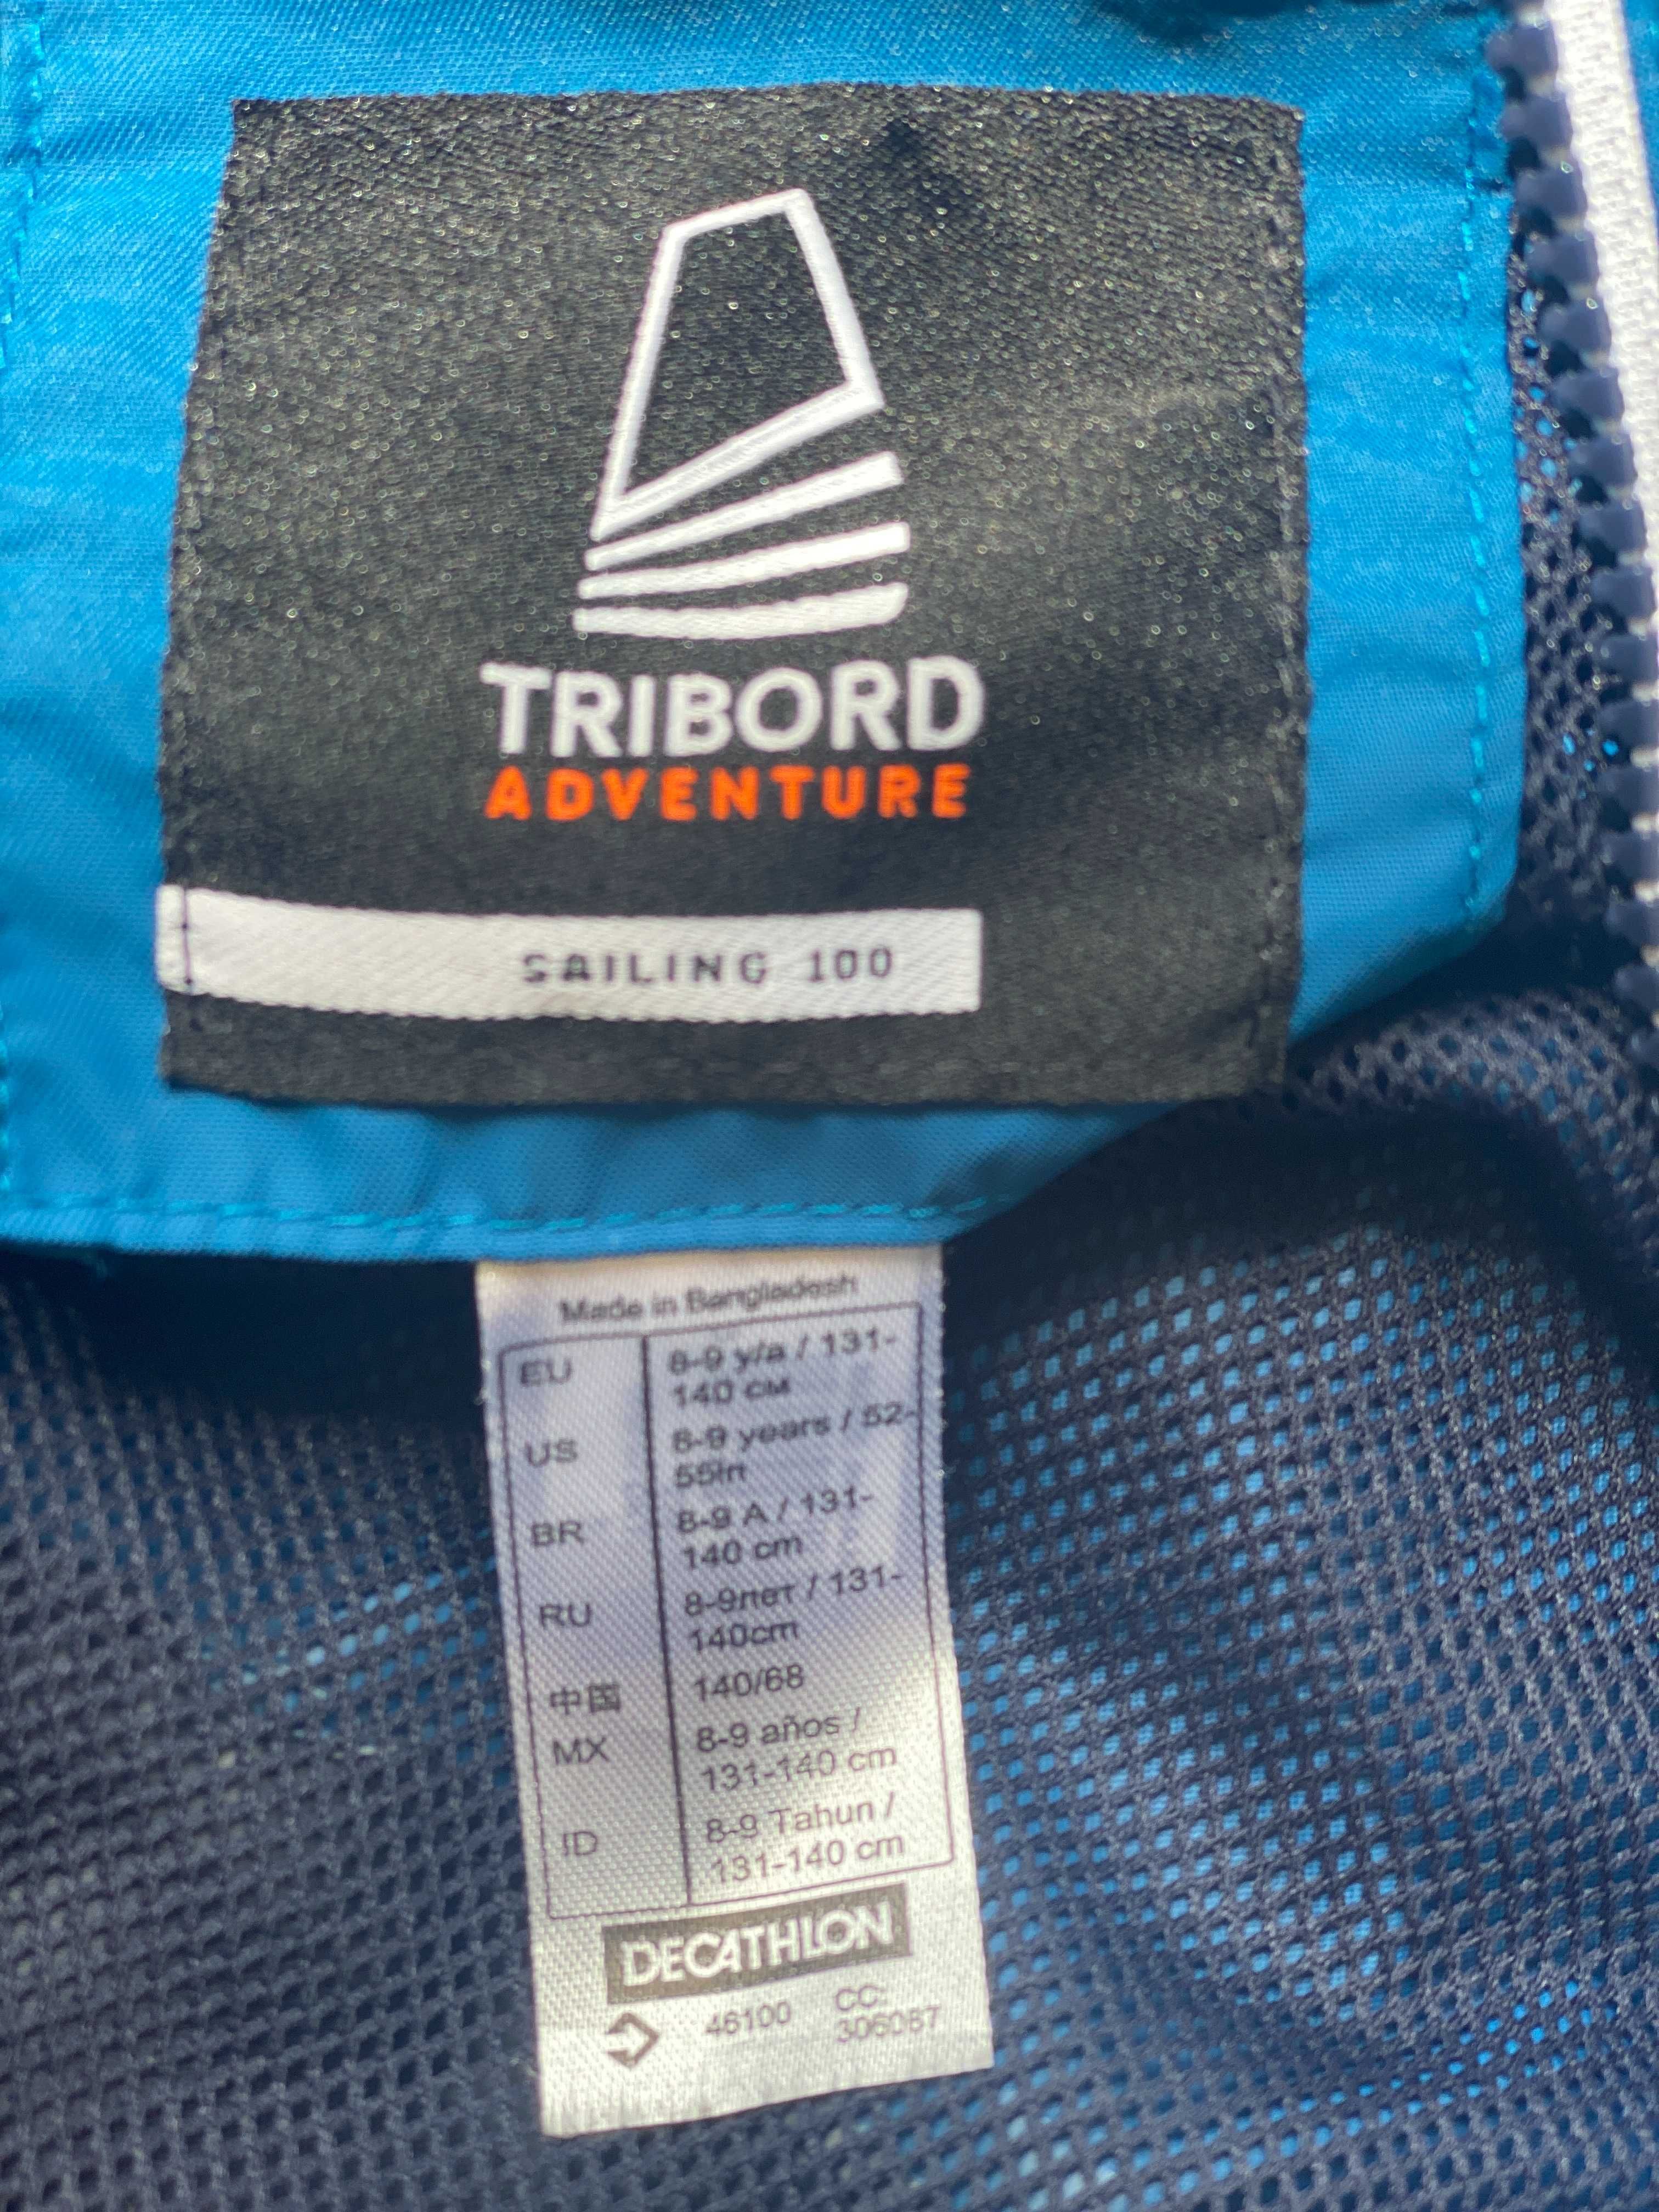 TRIBORD
ADVENTURE
SAILING 100
Made in Bangladesh
EU 8-9 y/a / 131-
140 см
US 8-9 years / 52-
55in
BR 8-9 A / 131-
140 cm
RU 8-9лет / 131-
140cm
中国 140/68
MX 8-9 años /
131-140 cm
ID 8-9 Tahun /
131-140 cm
DECATHLON
46100 CC:
306087